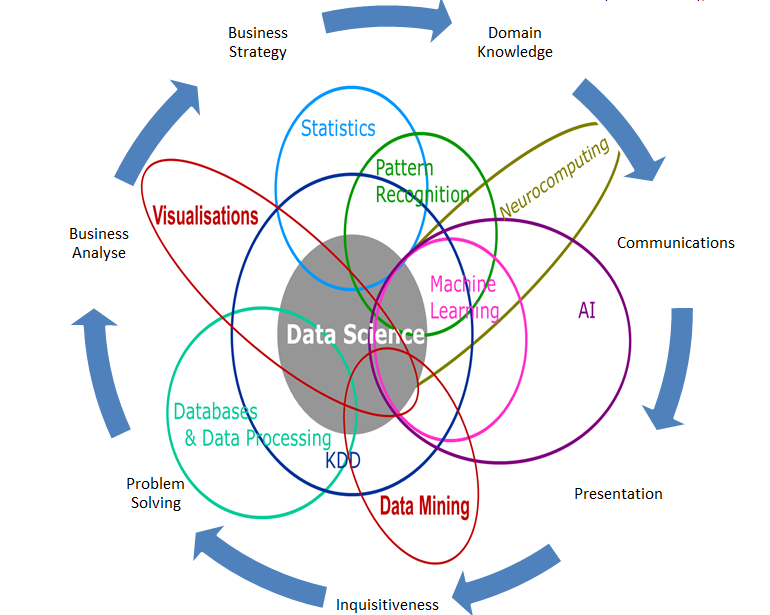 Business
Strategy
Domain
Knowledge
Statistics
Pattern
Recognition
Neurocomputing
Visualisations
Business
Analyse
Communications
Machine
Learning
AI
Data Science
Databases
& Data Processing
KDD
Problem
Solving
Data Mining
Presentation
Inquisitiveness